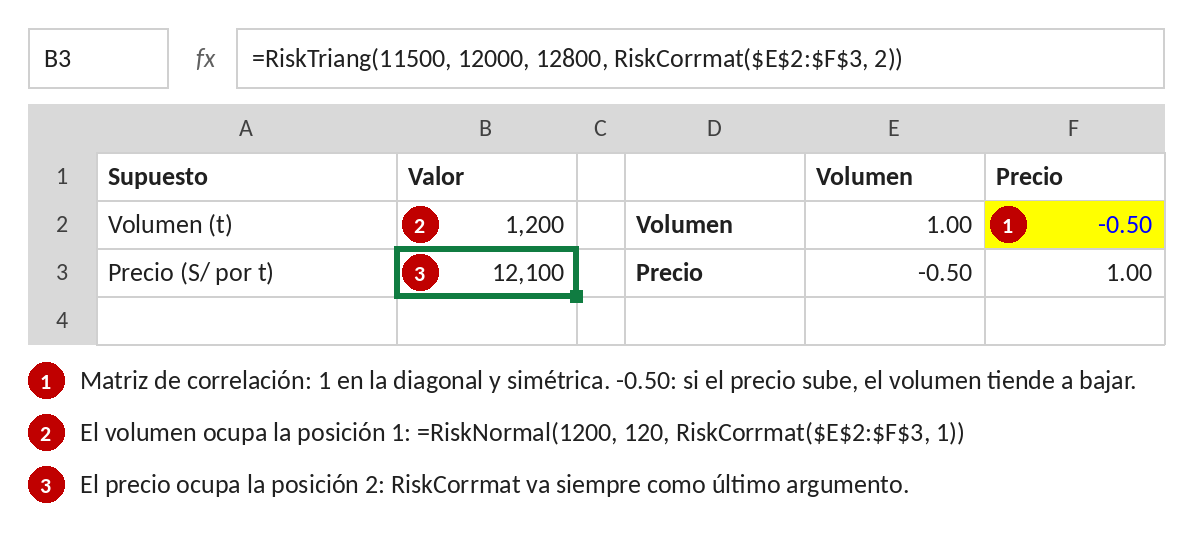 B3 fx =RiskTriang(11500, 12000, 12800, RiskCorrmat($E$2:$F$3, 2))
A B C D E F
1 Supuesto Valor Volumen Precio
2 Volumen (t) 2 1,200 Volumen 1.00 1 -0.50
3 Precio (S/ por t) 3 12,100 Precio -0.50 1.00
4
1 Matriz de correlación: 1 en la diagonal y simétrica. -0.50: si el precio sube, el volumen tiende a bajar.
2 El volumen ocupa la posición 1: =RiskNormal(1200, 120, RiskCorrmat($E$2:$F$3, 1))
3 El precio ocupa la posición 2: RiskCorrmat va siempre como último argumento.